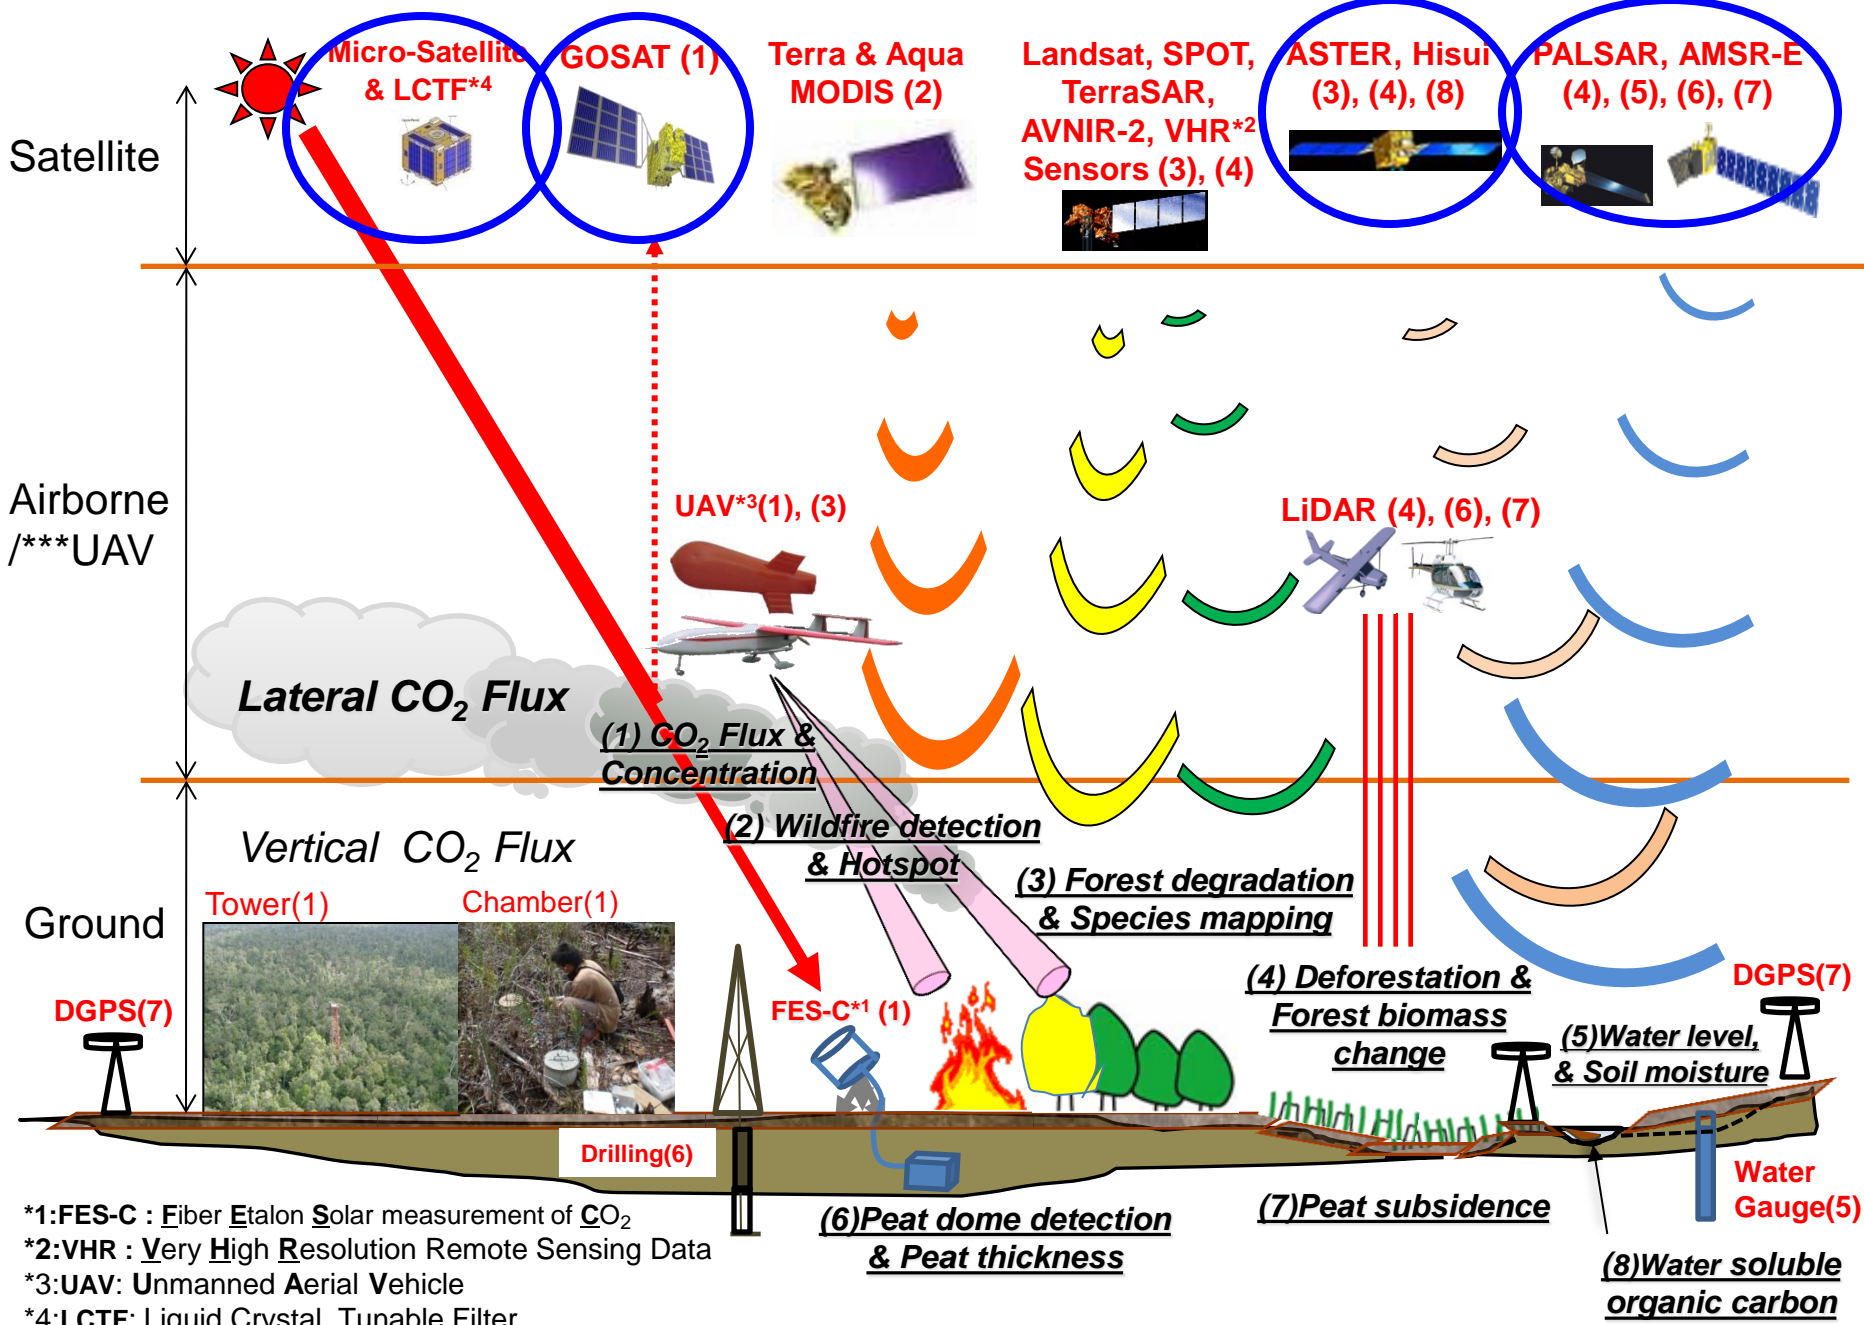 Micro-Satellite
& LCTF*4
GOSAT (1)
Terra & Aqua
MODIS (2)
Landsat, SPOT,
TerraSAR,
AVNIR-2, VHR*2
Sensors (3), (4)
ASTER, Hisui
(3), (4), (8)
PALSAR, AMSR-E
(4), (5), (6), (7)
Satellite
Airborne
/***UAV
UAV*3(1), (3)
LiDAR (4), (6), (7)
Lateral CO2 Flux
(1) CO2 Flux &
Concentration
(2) Wildfire detection
& Hotspot
Vertical CO2 Flux
(3) Forest degradation
& Species mapping
Ground
Tower(1)
Chamber(1)
DGPS(7)
FES-C*1 (1)
(4) Deforestation &
Forest biomass
change
(5)Water level,
& Soil moisture
DGPS(7)
Drilling(6)
Water
Gauge(5)
(6)Peat dome detection
& Peat thickness
(7)Peat subsidence
(8)Water soluble
organic carbon
*1:FES-C : Fiber Etalon Solar measurement of CO2
*2:VHR : Very High Resolution Remote Sensing Data
*3:UAV: Unmanned Aerial Vehicle
*4:LCTF: Liquid Crystal Tunable Filter